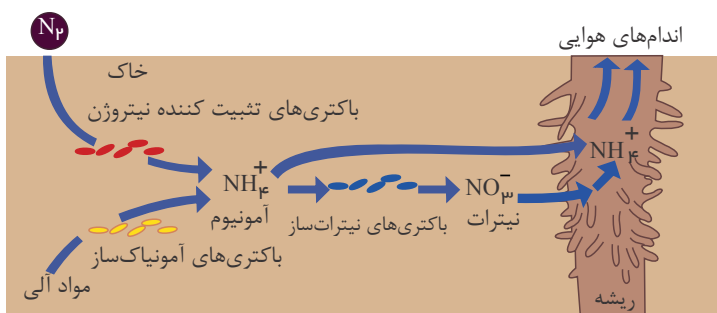 N۲
اندام‌های هوایی
خاک
باکتری‌های تثبیت کننده نیتروژن
NH۴+
آمونیوم
باکتری‌های نیترات‌ساز
NO۳−
نیترات
NH۴+
باکتری‌های آمونیاک‌ساز
مواد آلی
ریشه